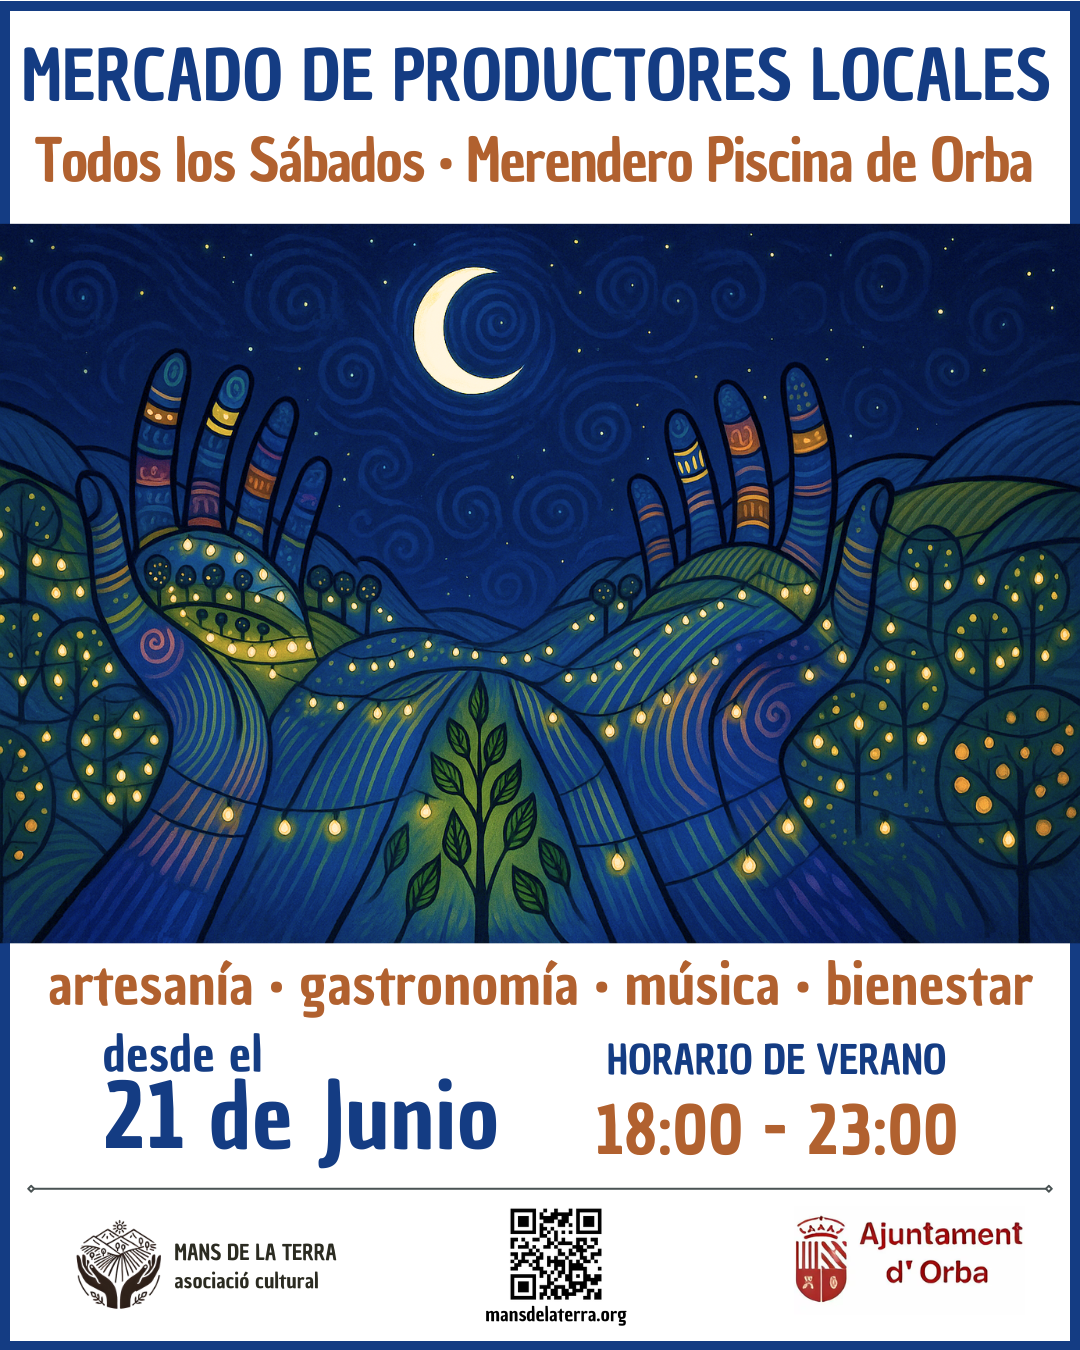 MERCADO DE PRODUCTORES LOCALES
Todos los Sábados • Merendero Piscina de Orba
artesanía • gastronomía • música • bienestar
desde el
21 de Junio
HORARIO DE VERANO
18:00 - 23:00
MANS DE LA TERRA
asociació cultural
mansdelaterra.org
Ajuntament
d' Orba